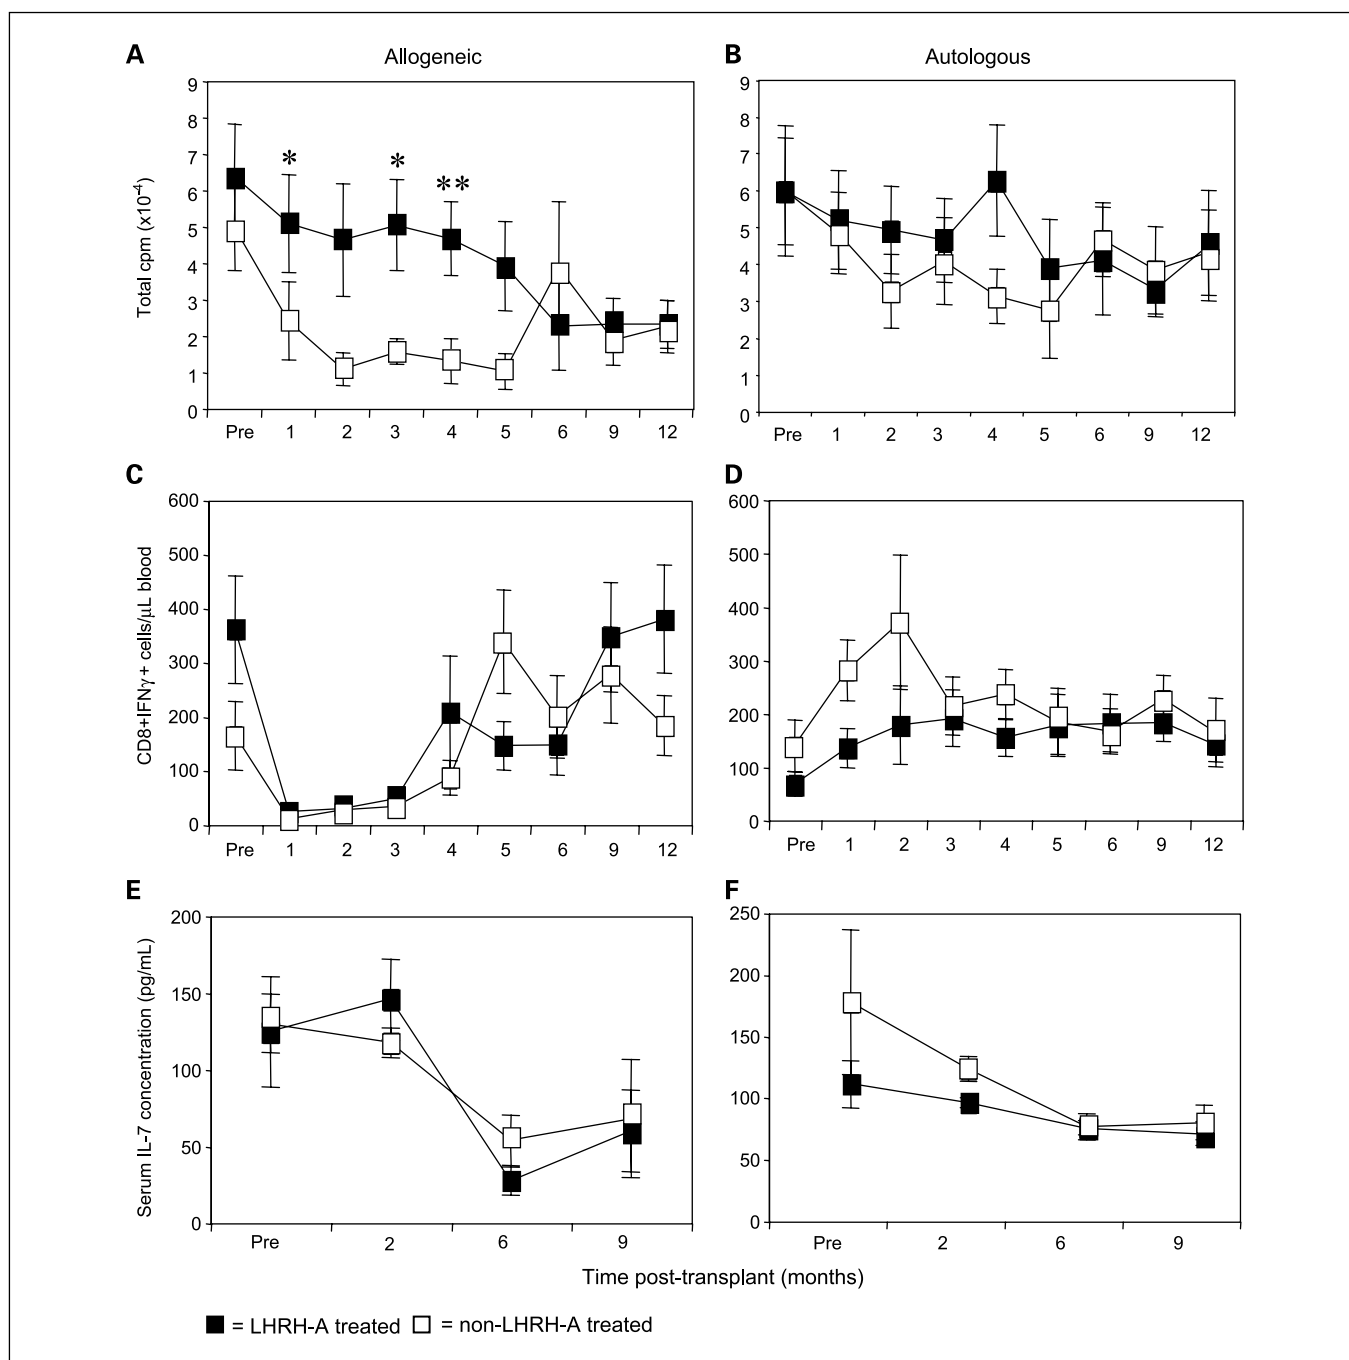 A Allogeneic
B Autologous
Total cpm (x10⁻⁴)
9
8
7
6
5
4
3
2
1
0
* * **
Pre 1 2 3 4 5 6 9 12
9
8
7
6
5
4
3
2
1
0
Pre 1 2 3 4 5 6 9 12
C
CD8+IFNγ+ cells/μL blood
600
500
400
300
200
100
0
Pre 1 2 3 4 5 6 9 12
D
600
500
400
300
200
100
0
Pre 1 2 3 4 5 6 9 12
E
Serum IL-7 concentration (pg/mL)
200
150
100
50
0
Pre 2 6 9
F
250
200
150
100
50
0
Pre 2 6 9
Time post-transplant (months)
= LHRH-A treated = non-LHRH-A treated